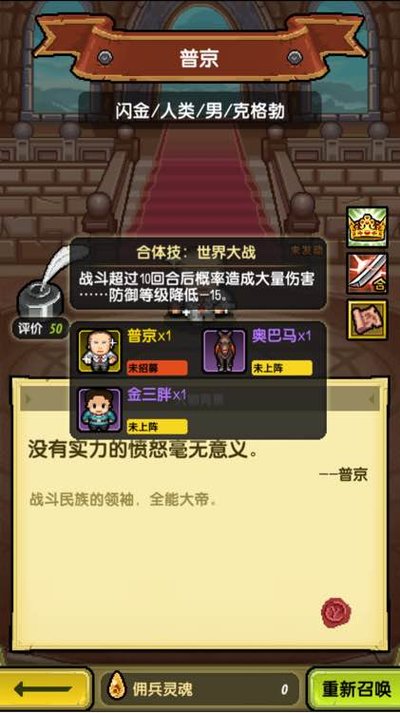 普京
闪金/人类/男/克格勃
合体技：世界大战
未发动
战斗超过10回合后概率造成大量伤害
……防御等级降低-15。
合
评价 50
普京x1
未招募
奥巴马x1
未上阵
金三胖x1
未上阵
没有实力的愤怒毫无意义。
--普京
战斗民族的领袖，全能大帝。
佣兵灵魂 0
重新召唤